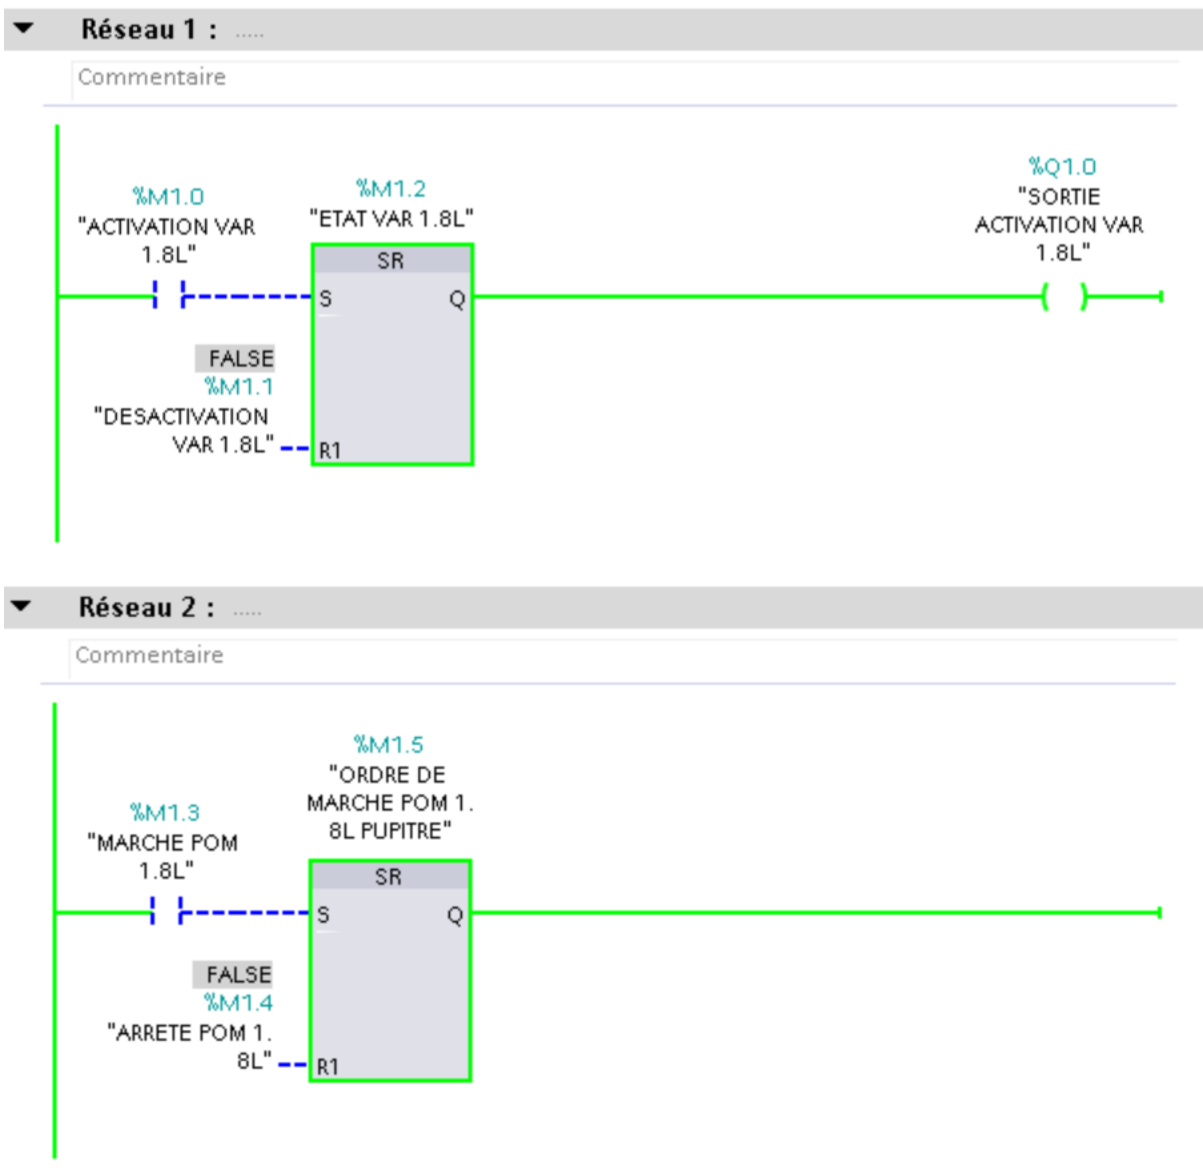 Réseau 1 : .....
Commentaire
%M1.0
"ACTIVATION VAR
1.8L"
%M1.2
"ETAT VAR 1.8L"
SR
S
Q
%Q1.0
"SORTIE
ACTIVATION VAR
1.8L"
FALSE
%M1.1
"DESACTIVATION
VAR 1.8L"
R1
Réseau 2 : .....
Commentaire
%M1.3
"MARCHE POM
1.8L"
%M1.5
"ORDRE DE
MARCHE POM 1.
8L PUPITRE"
SR
S
Q
FALSE
%M1.4
"ARRETE POM 1.
8L"
R1